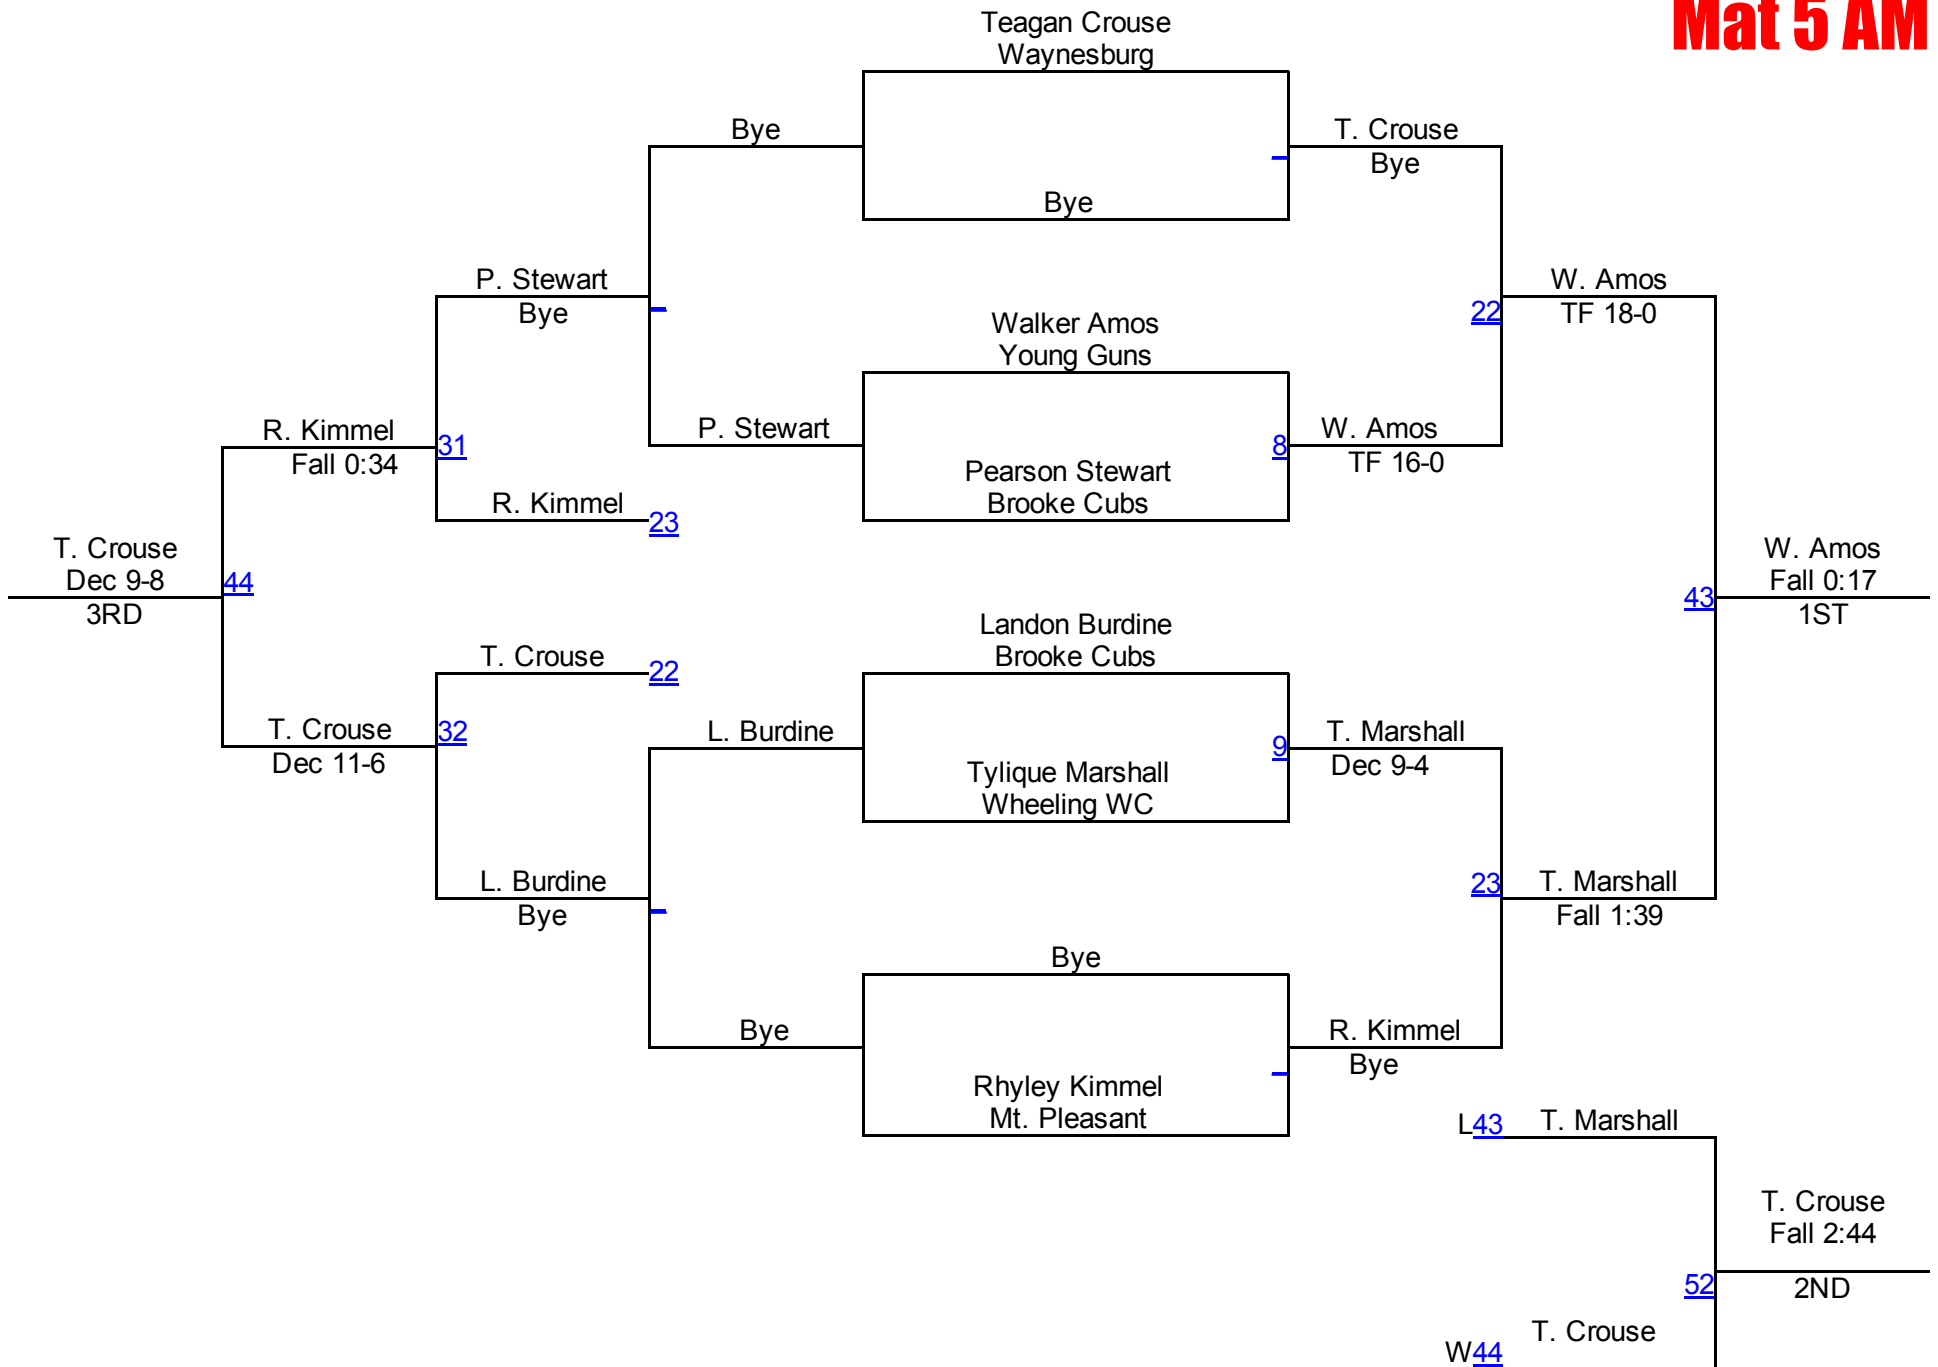 Mat 5 AM
Teagan Crouse
Waynesburg
Bye
T. Crouse
Bye
Bye
P. Stewart
Bye
W. Amos
TF 18-0
22
Walker Amos
Young Guns
R. Kimmel
Fall 0:34
31
P. Stewart
8
W. Amos
TF 16-0
Pearson Stewart
Brooke Cubs
R. Kimmel
23
T. Crouse
Dec 9-8
3RD
44
W. Amos
Fall 0:17
1ST
43
Landon Burdine
Brooke Cubs
T. Crouse
22
T. Crouse
Dec 11-6
32
L. Burdine
9
T. Marshall
Dec 9-4
Tylique Marshall
Wheeling WC
L. Burdine
Bye
23
T. Marshall
Fall 1:39
Bye
Bye
R. Kimmel
Bye
Rhyley Kimmel
Mt. Pleasant
L43
T. Marshall
T. Crouse
Fall 2:44
52
2ND
T. Crouse
W44